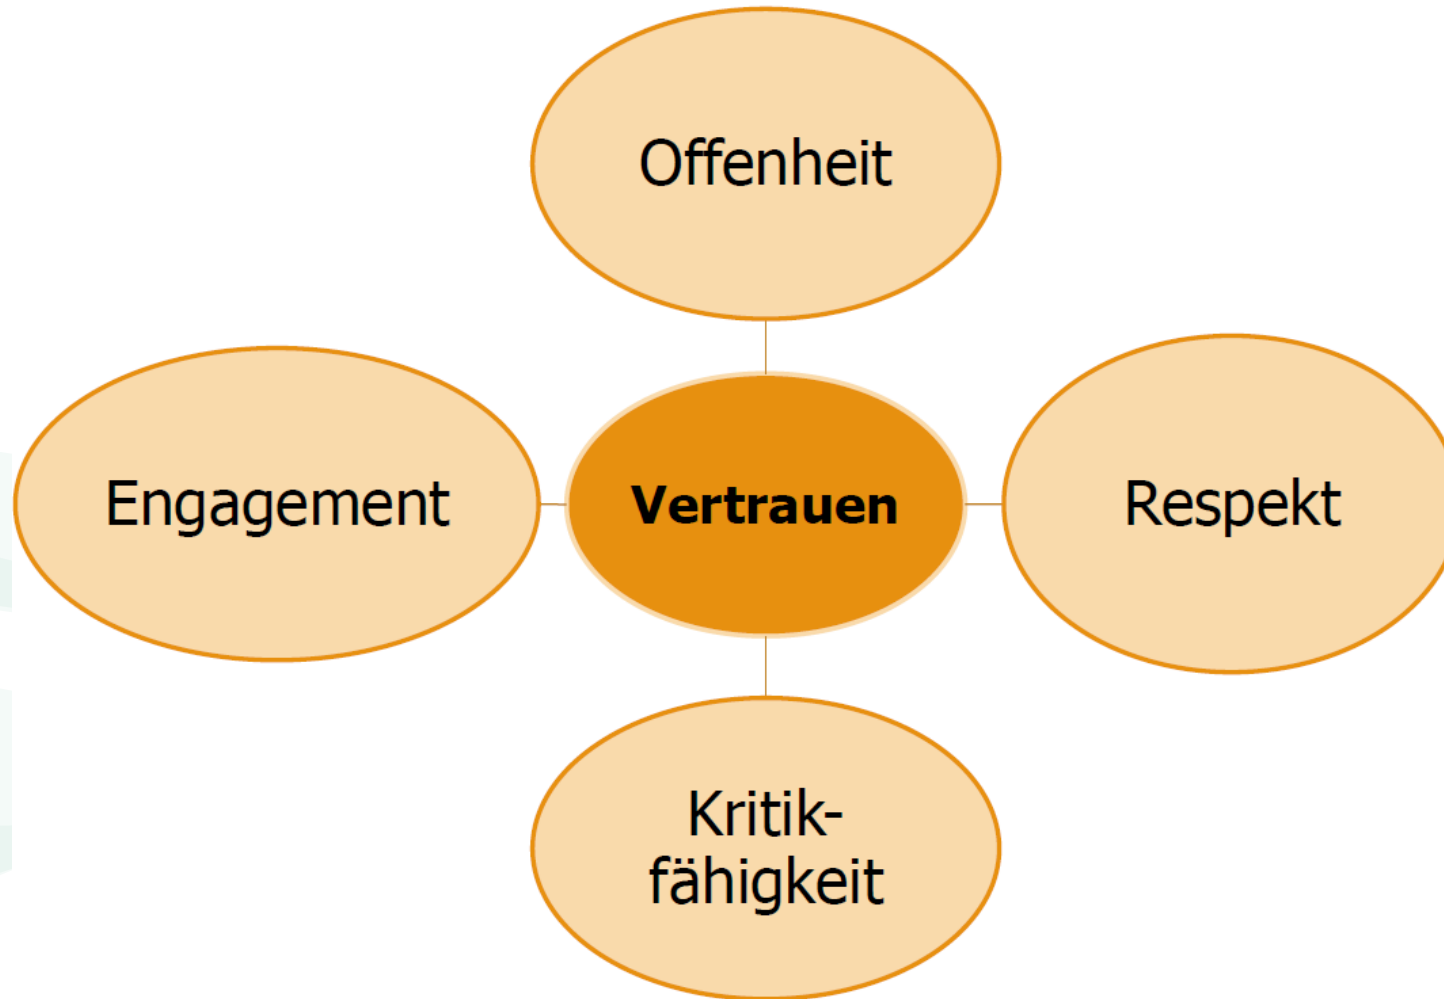 Offenheit
Engagement
Vertrauen
Respekt
Kritik-
fähigkeit